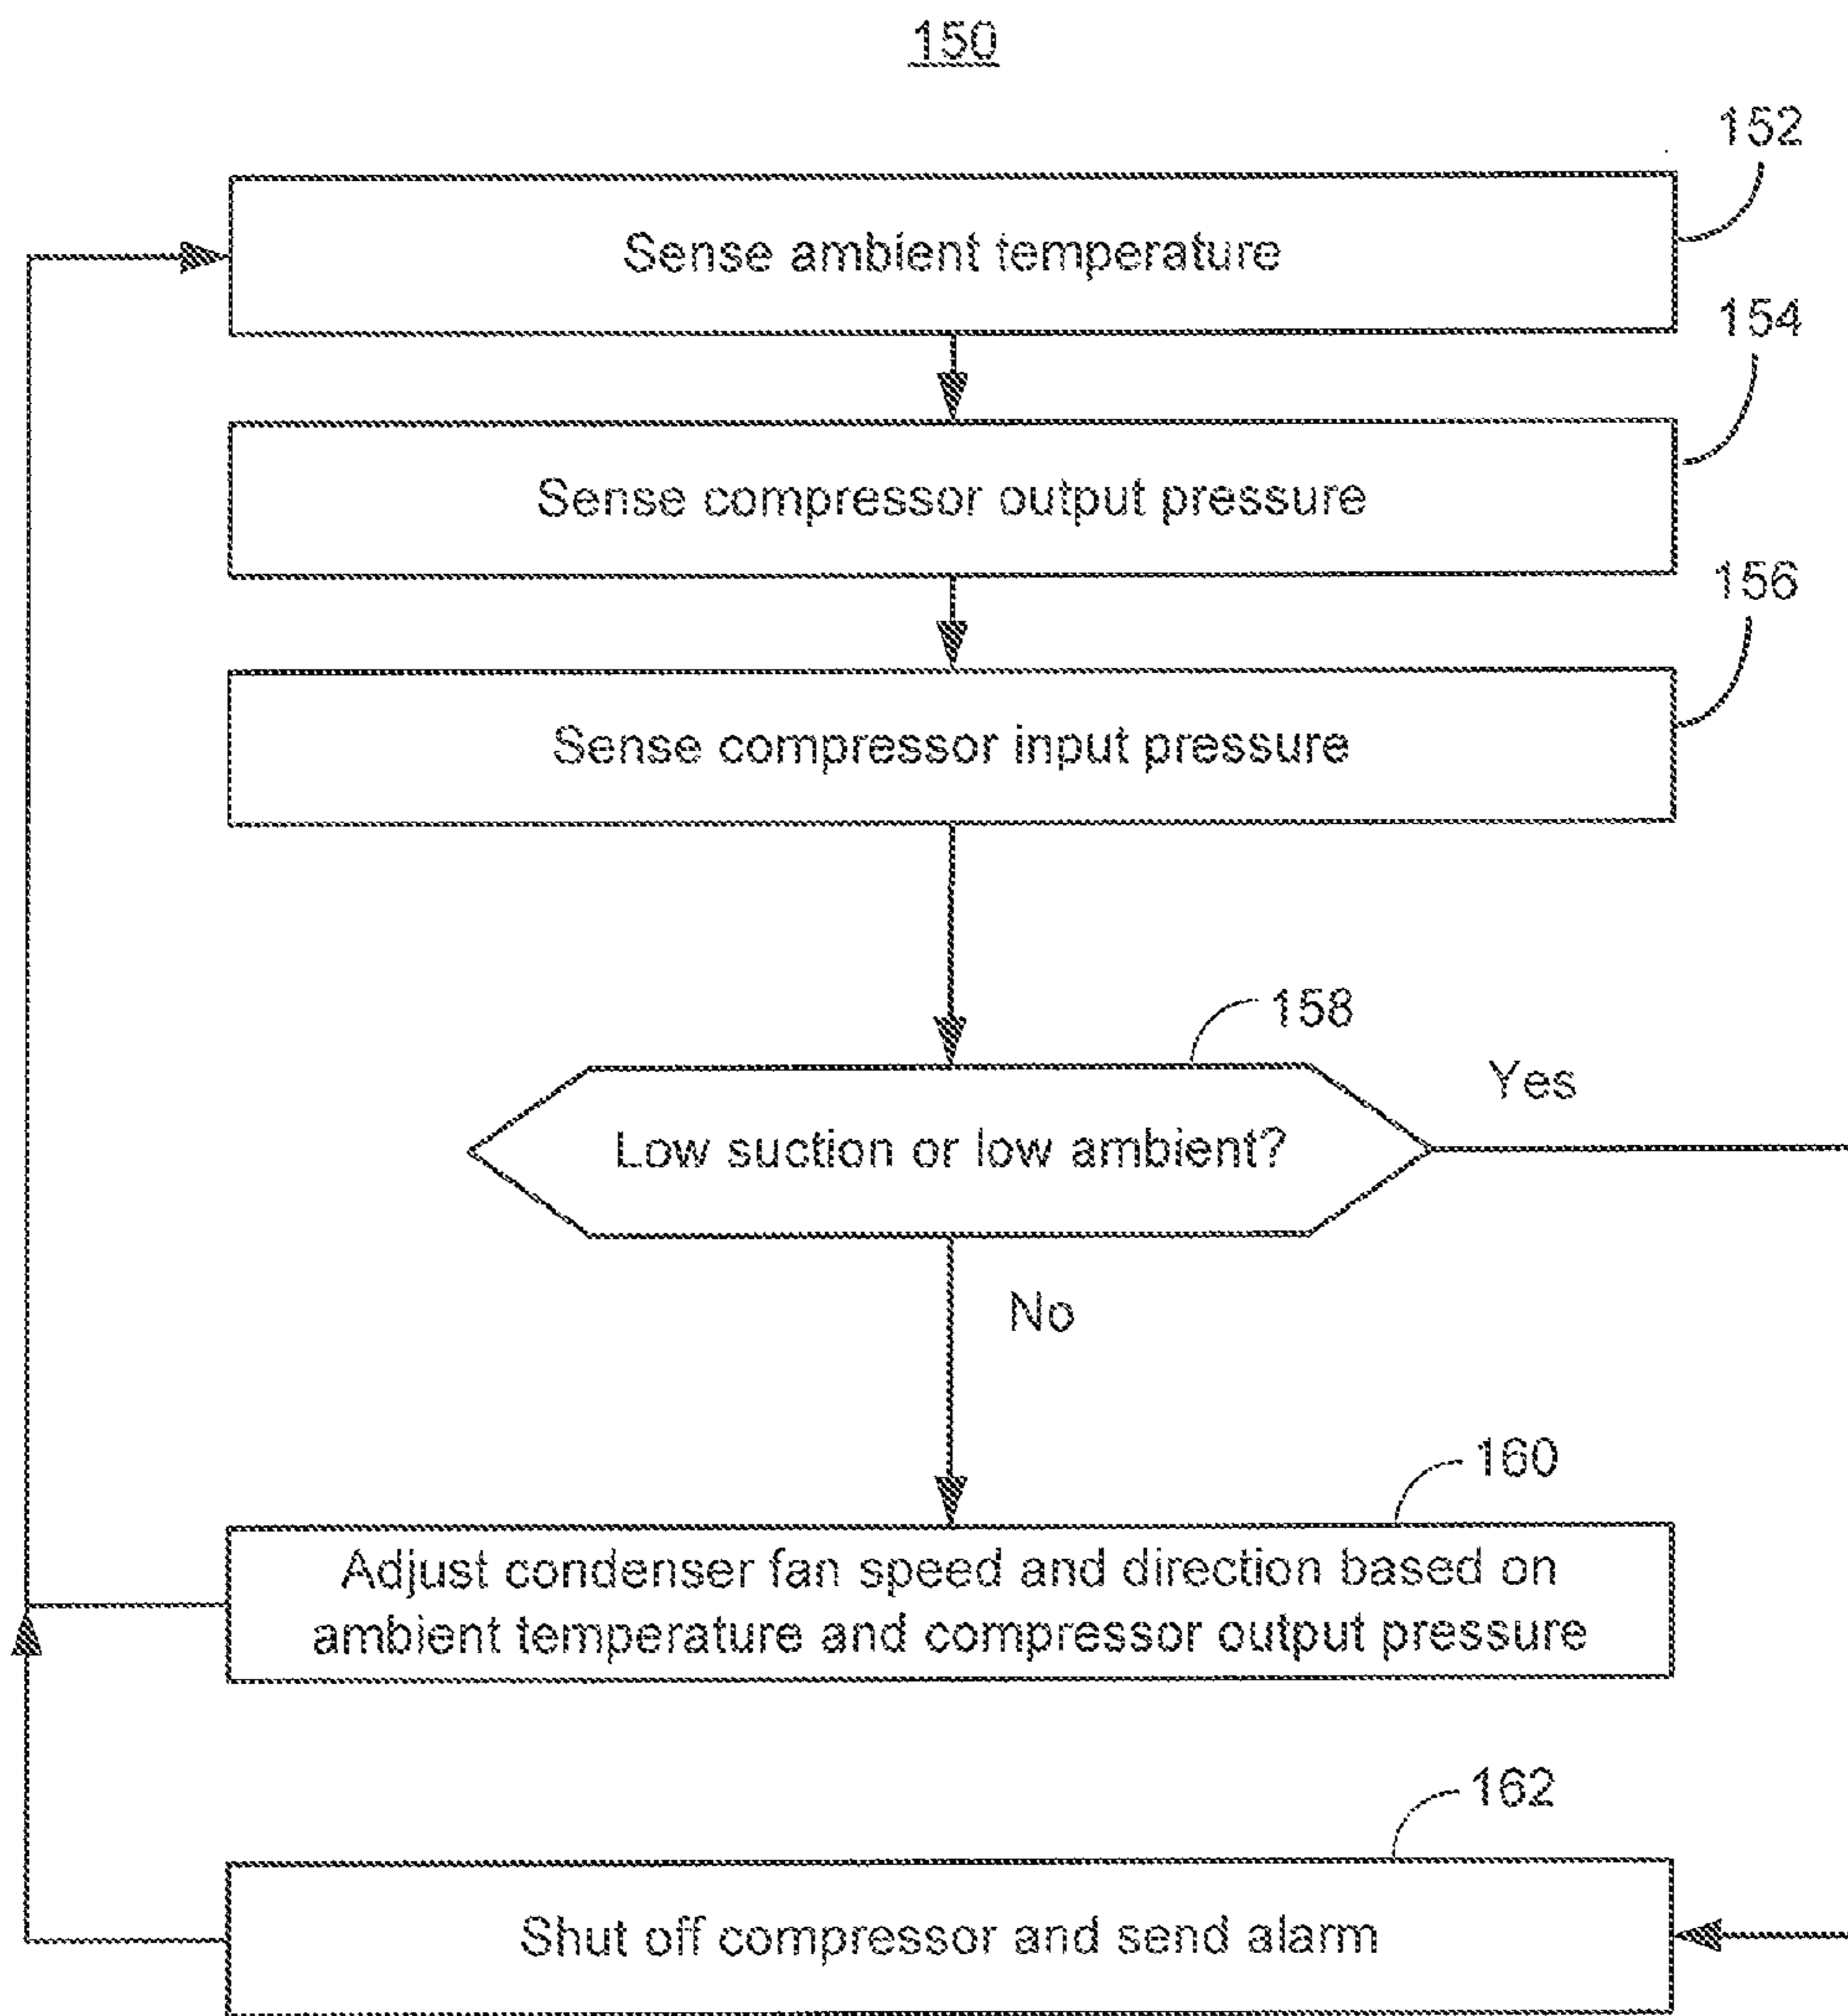 150
152
Sense ambient temperature
154
Sense compressor output pressure
156
Sense compressor input pressure
158
Yes
Low suction or low ambient?
No
160
Adjust condenser fan speed and direction based on
ambient temperature and compressor output pressure
162
Shut off compressor and send alarm